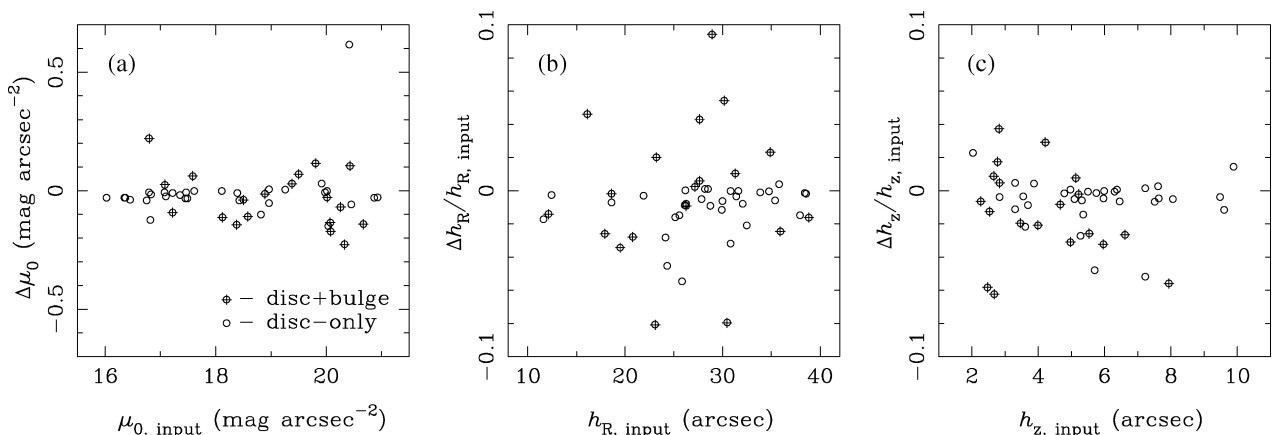 (a)
0.5
0
−0.5
Δμ0 (mag arcsec−2)
⌖ − disc+bulge
○ − disc−only
16 18 20
μ0, input (mag arcsec−2)
(b)
0.1
0
−0.1
ΔhR/hR, input
10 20 30 40
hR, input (arcsec)
(c)
0.1
0
−0.1
Δhz/hz, input
2 4 6 8 10
hz, input (arcsec)